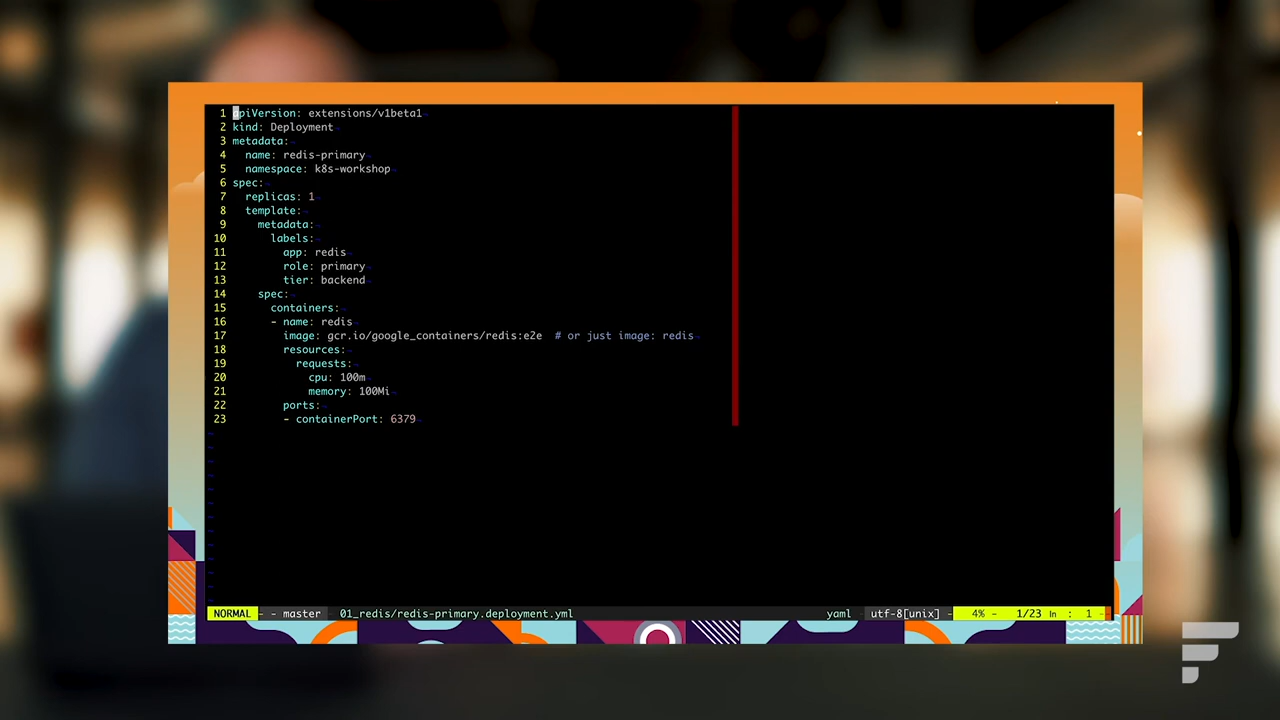 1 apiVersion: extensions/v1beta1
2 kind: Deployment
3 metadata:
4   name: redis-primary
5   namespace: k8s-workshop
6 spec:
7   replicas: 1
8   template:
9     metadata:
10       labels:
11         app: redis
12         role: primary
13         tier: backend
14     spec:
15       containers:
16       - name: redis
17         image: gcr.io/google_containers/redis:e2e  # or just image: redis
18         resources:
19           requests:
20             cpu: 100m
21             memory: 100Mi
22         ports:
23         - containerPort: 6379
NORMAL - - master 01_redis/redis-primary.deployment.yml yaml utf-8[unix] 4% - 1/23 ln : 1